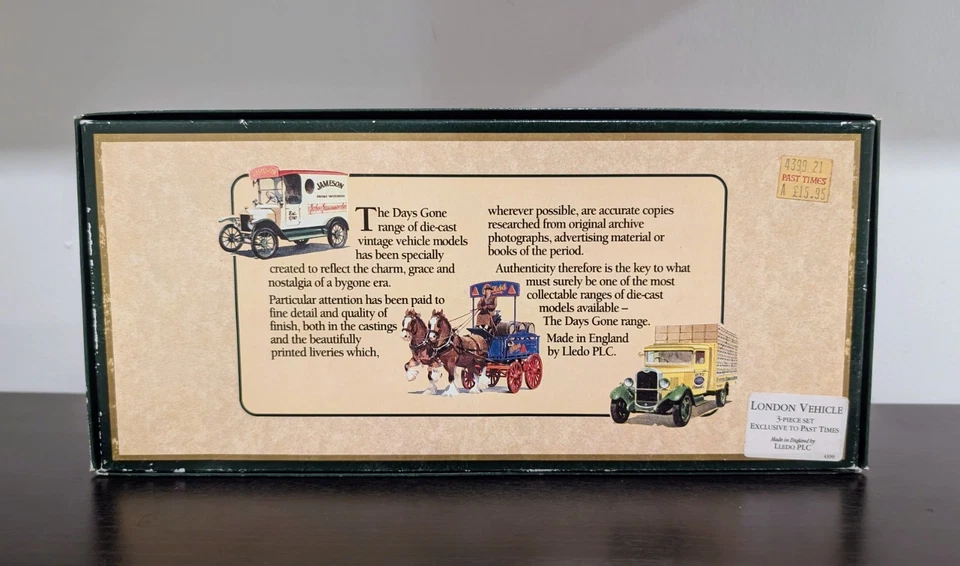 4399 21
PAST TIMES
A £15.95
JAMESON
The Days Gone
range of die-cast
vintage vehicle models
has been specially
created to reflect the charm, grace and
nostalgia of a bygone era.
Particular attention has been paid to
fine detail and quality of
finish, both in the castings
and the beautifully
printed liveries which,
wherever possible, are accurate copies
researched from original archive
photographs, advertising material or
books of the period.
Authenticity therefore is the key to what
must surely be one of the most
collectable ranges of die-cast
models available –
The Days Gone range.
Made in England
by Lledo PLC.
LONDON VEHICLE
3-PIECE-SET
EXCLUSIVE TO PAST TIMES
Made in England by
LLEDO PLC
4399